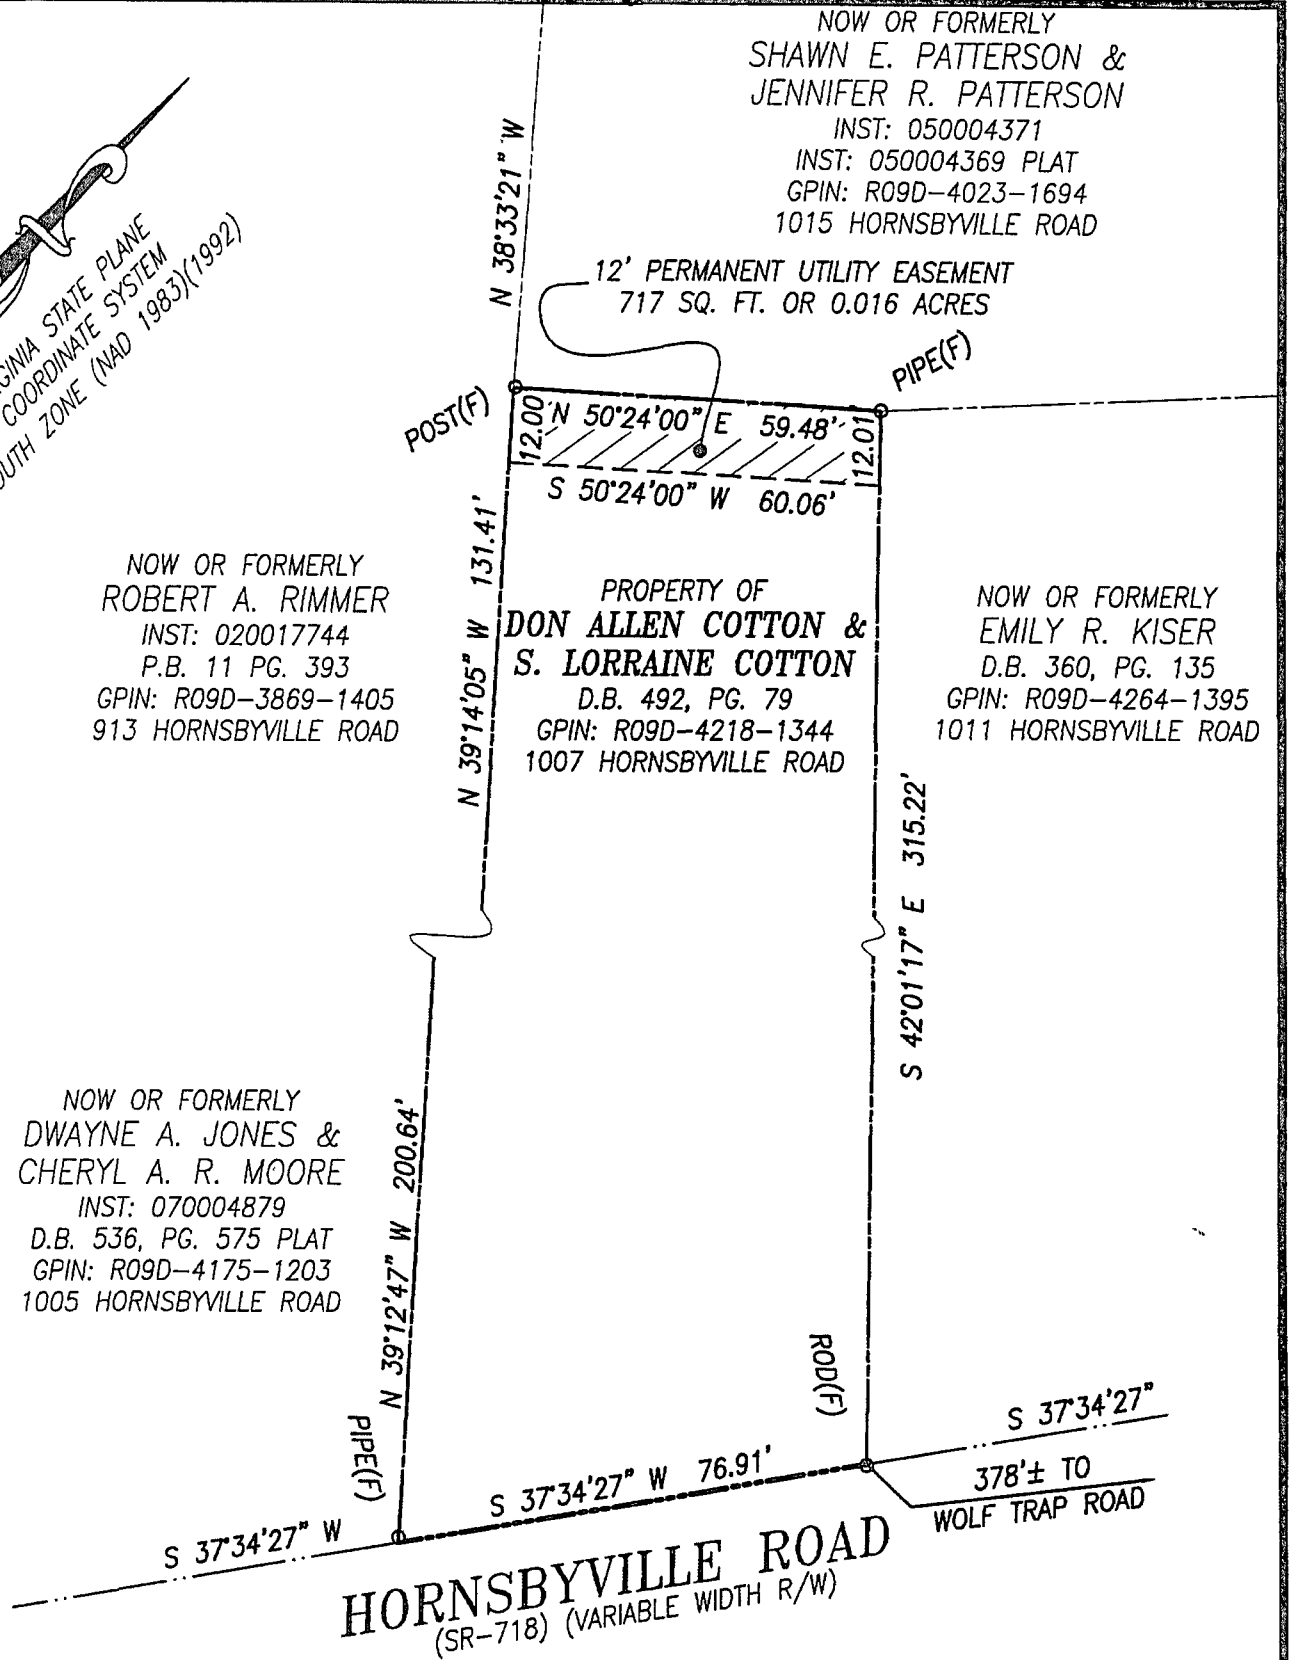 NOW OR FORMERLY
SHAWN E. PATTERSON &
JENNIFER R. PATTERSON
INST: 050004371
INST: 050004369 PLAT
GPIN: R09D-4023-1694
1015 HORNSBYVILLE ROAD
N 38°33'21" W
STATE PLANE
COORDINATE SYSTEM
ZONE (NAD 1983)(1992)
12' PERMANENT UTILITY EASEMENT
717 SQ. FT. OR 0.016 ACRES
POST(F)
PIPE(F)
12.00'
N 50°24'00" E 59.48'
12.01'
S 50°24'00" W 60.06'
N 39°14'05" W 131.41'
NOW OR FORMERLY
ROBERT A. RIMMER
INST: 020017744
P.B. 11 PG. 393
GPIN: R09D-3869-1405
913 HORNSBYVILLE ROAD
PROPERTY OF
DON ALLEN COTTON &
S. LORRAINE COTTON
D.B. 492, PG. 79
GPIN: R09D-4218-1344
1007 HORNSBYVILLE ROAD
NOW OR FORMERLY
EMILY R. KISER
D.B. 360, PG. 135
GPIN: R09D-4264-1395
1011 HORNSBYVILLE ROAD
S 42°01'17" E 315.22'
NOW OR FORMERLY
DWAYNE A. JONES &
CHERYL A. R. MOORE
INST: 070004879
D.B. 536, PG. 575 PLAT
GPIN: R09D-4175-1203
1005 HORNSBYVILLE ROAD
N 39°12'47" W 200.64'
PIPE(F)
ROD(F)
S 37°34'27" W
S 37°34'27" W 76.91'
S 37°34'27"
378'± TO
WOLF TRAP ROAD
HORNSBYVILLE ROAD
(SR-718) (VARIABLE WIDTH R/W)